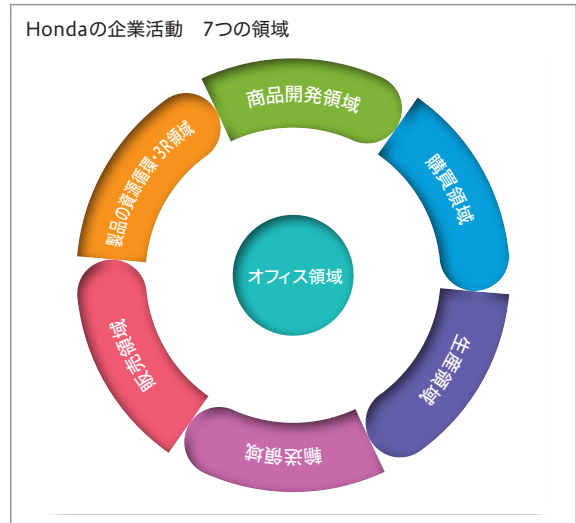 Hondaの企業活動　7つの領域
商品開発領域
購買領域
生産領域
輸送領域
販売領域
製品の資源循環・3R領域
オフィス領域